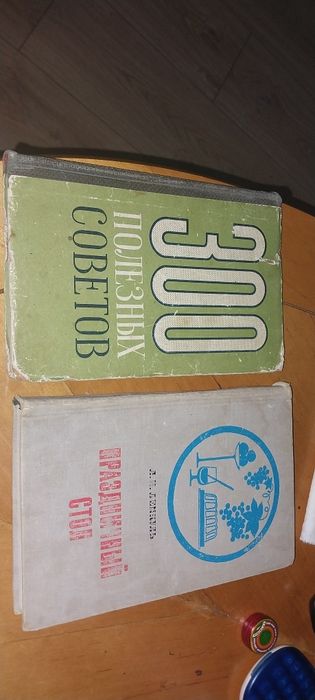 300
ПОЛЕЗНЫХ
СОВЕТОВ
ПРАЗДНИЧНЫЙ
СТОЛ